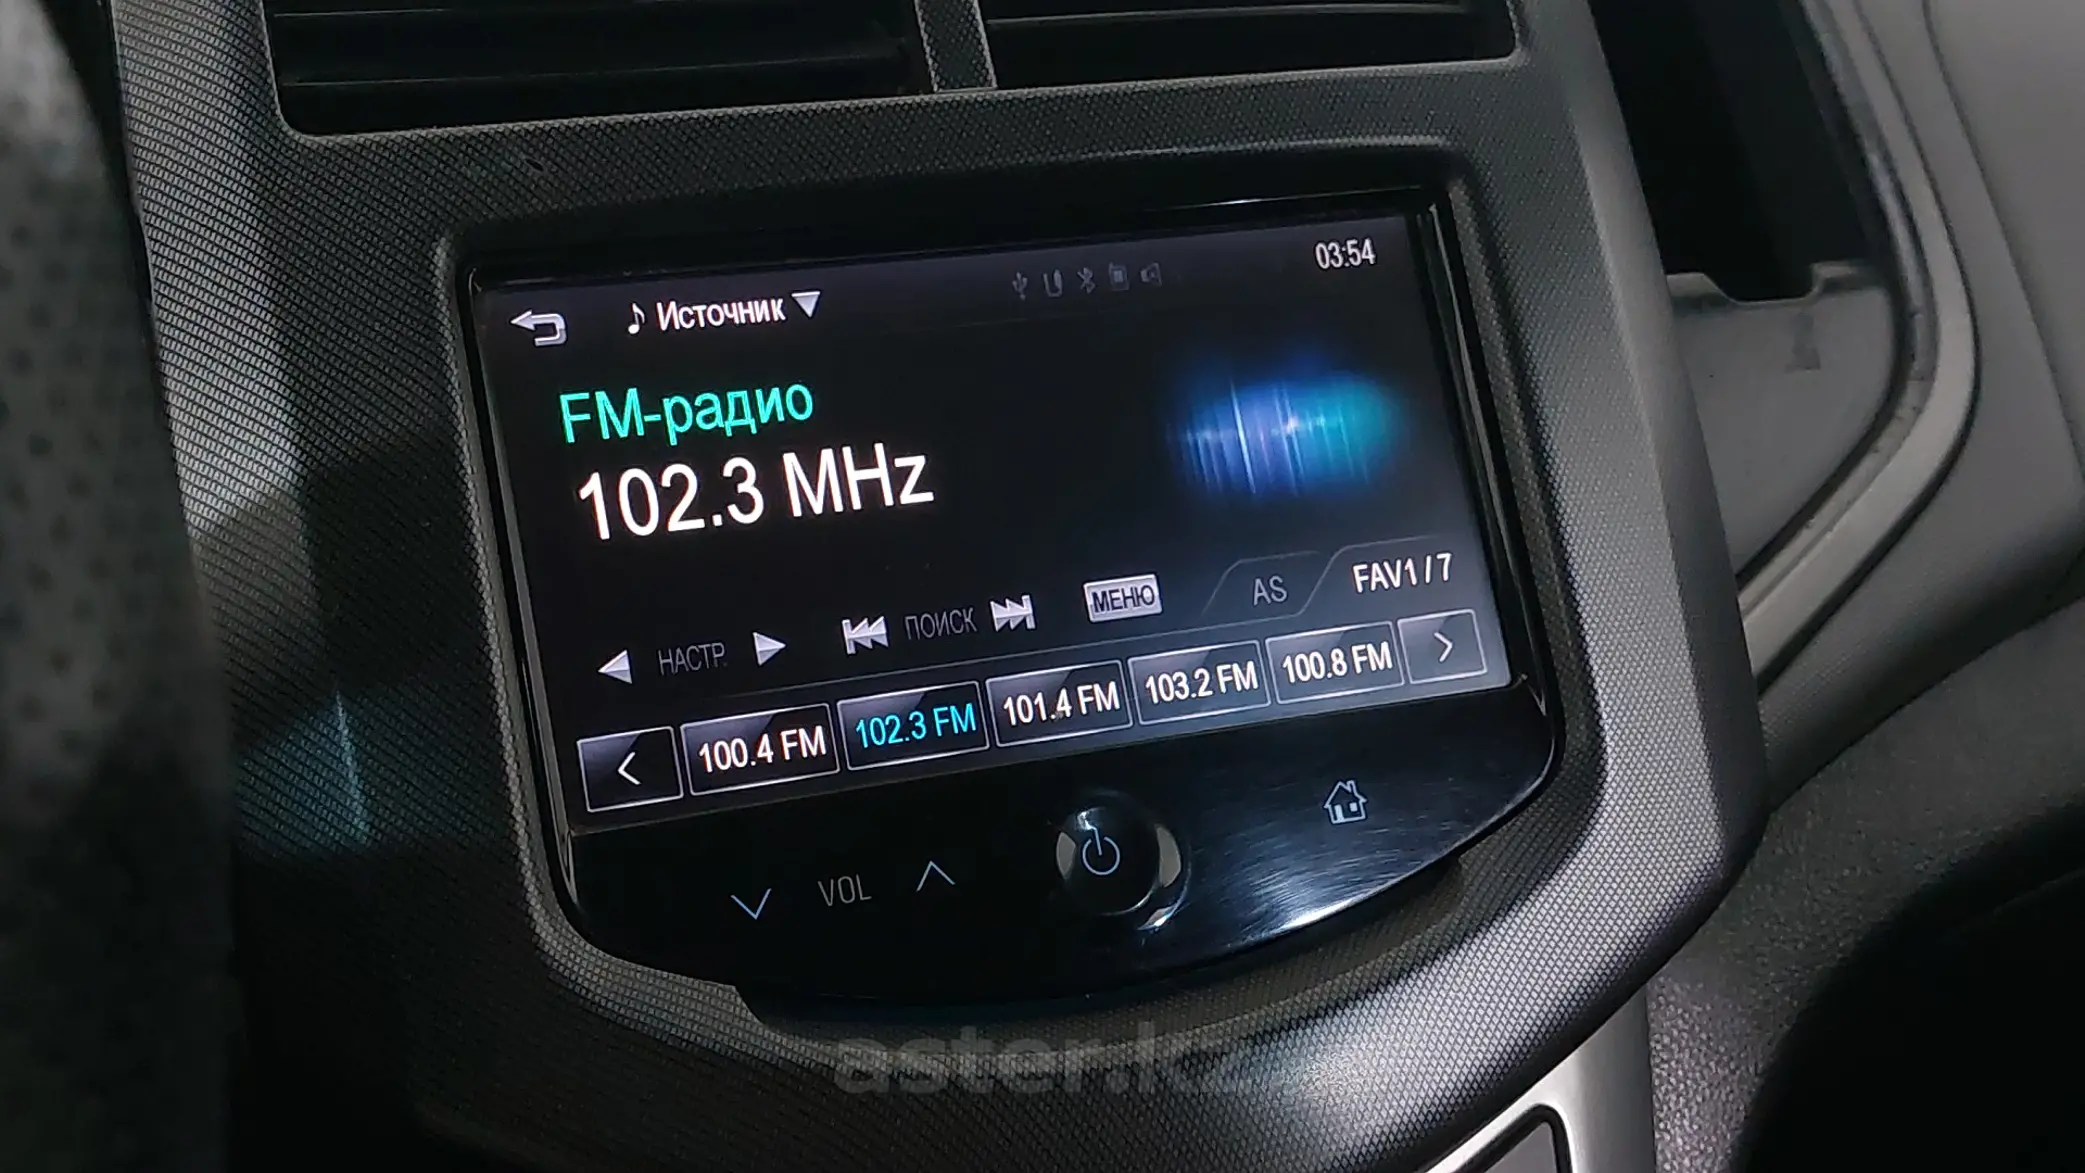 03:54
Источник
FM-радио
102.3 MHz
НАСТР. ПОИСК МЕНЮ AS FAV1 / 7
100.4 FM 102.3 FM 101.4 FM 103.2 FM 100.8 FM
VOL
aster.k